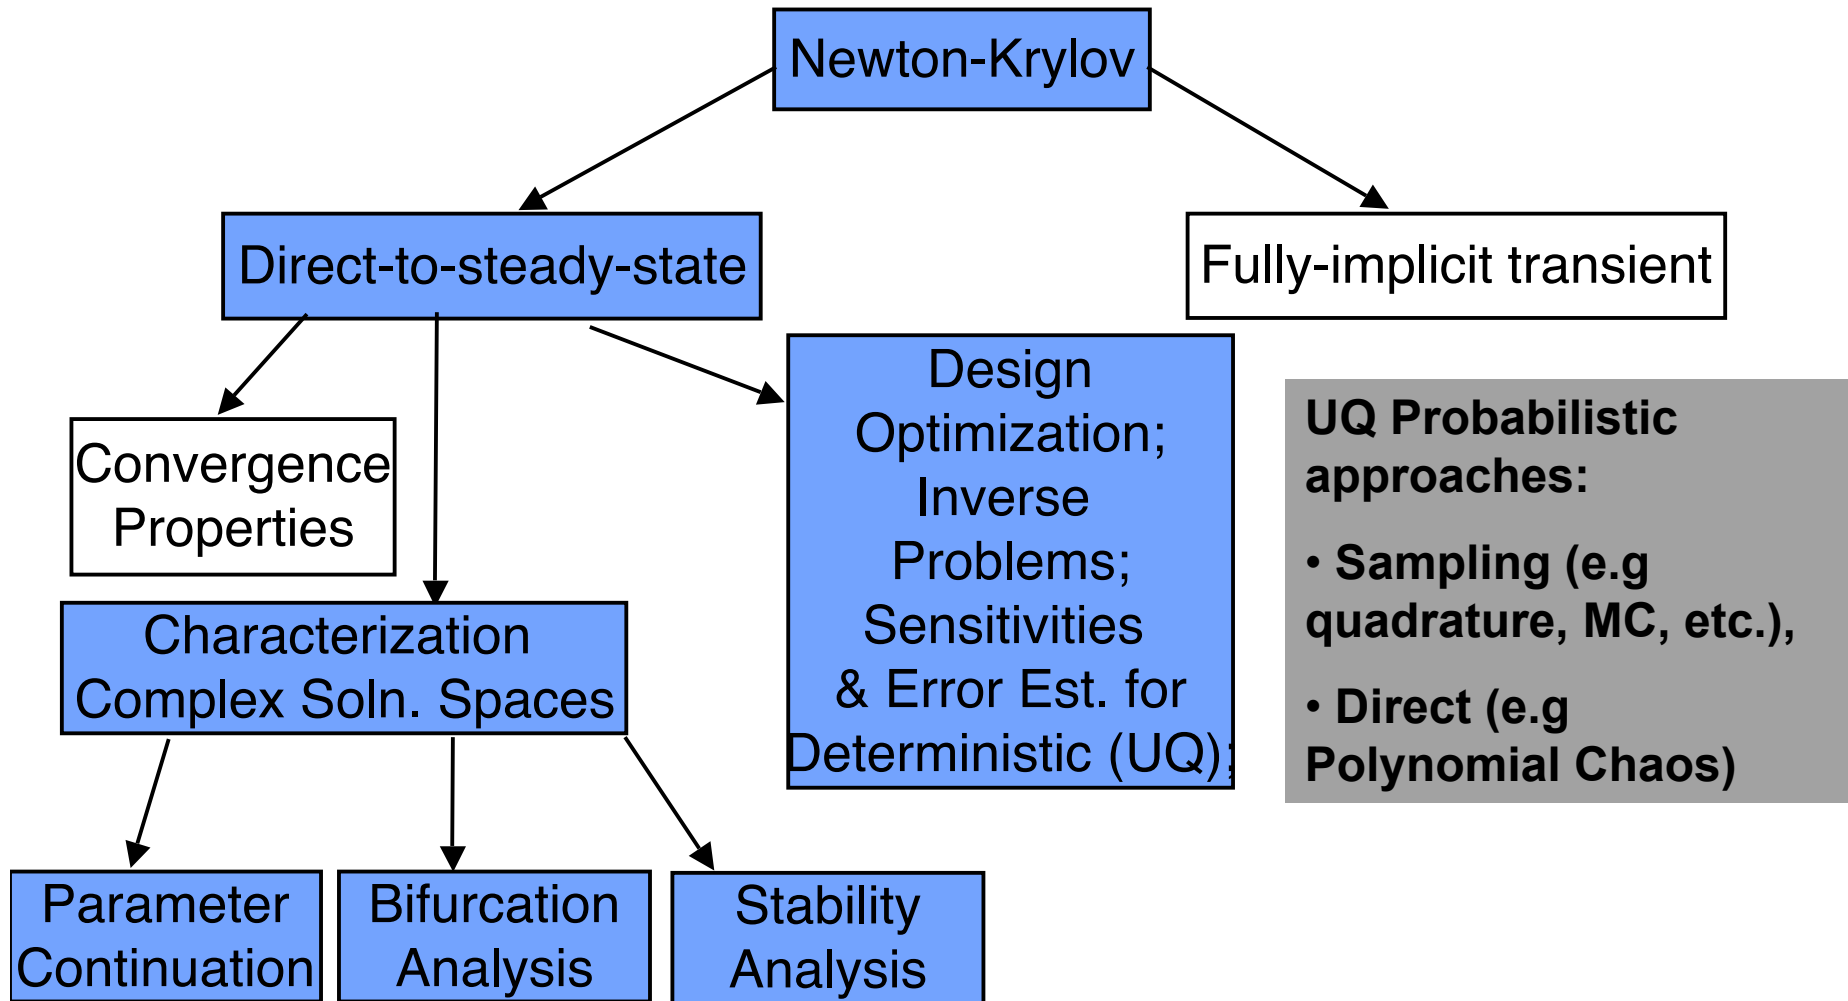 Newton-Krylov
Direct-to-steady-state
Fully-implicit transient
Convergence
Properties
Design
Optimization;
Inverse
Problems;
Sensitivities
& Error Est. for
Deterministic (UQ);
UQ Probabilistic
approaches:
• Sampling (e.g
quadrature, MC, etc.),
• Direct (e.g
Polynomial Chaos)
Characterization
Complex Soln. Spaces
Parameter
Continuation
Bifurcation
Analysis
Stability
Analysis